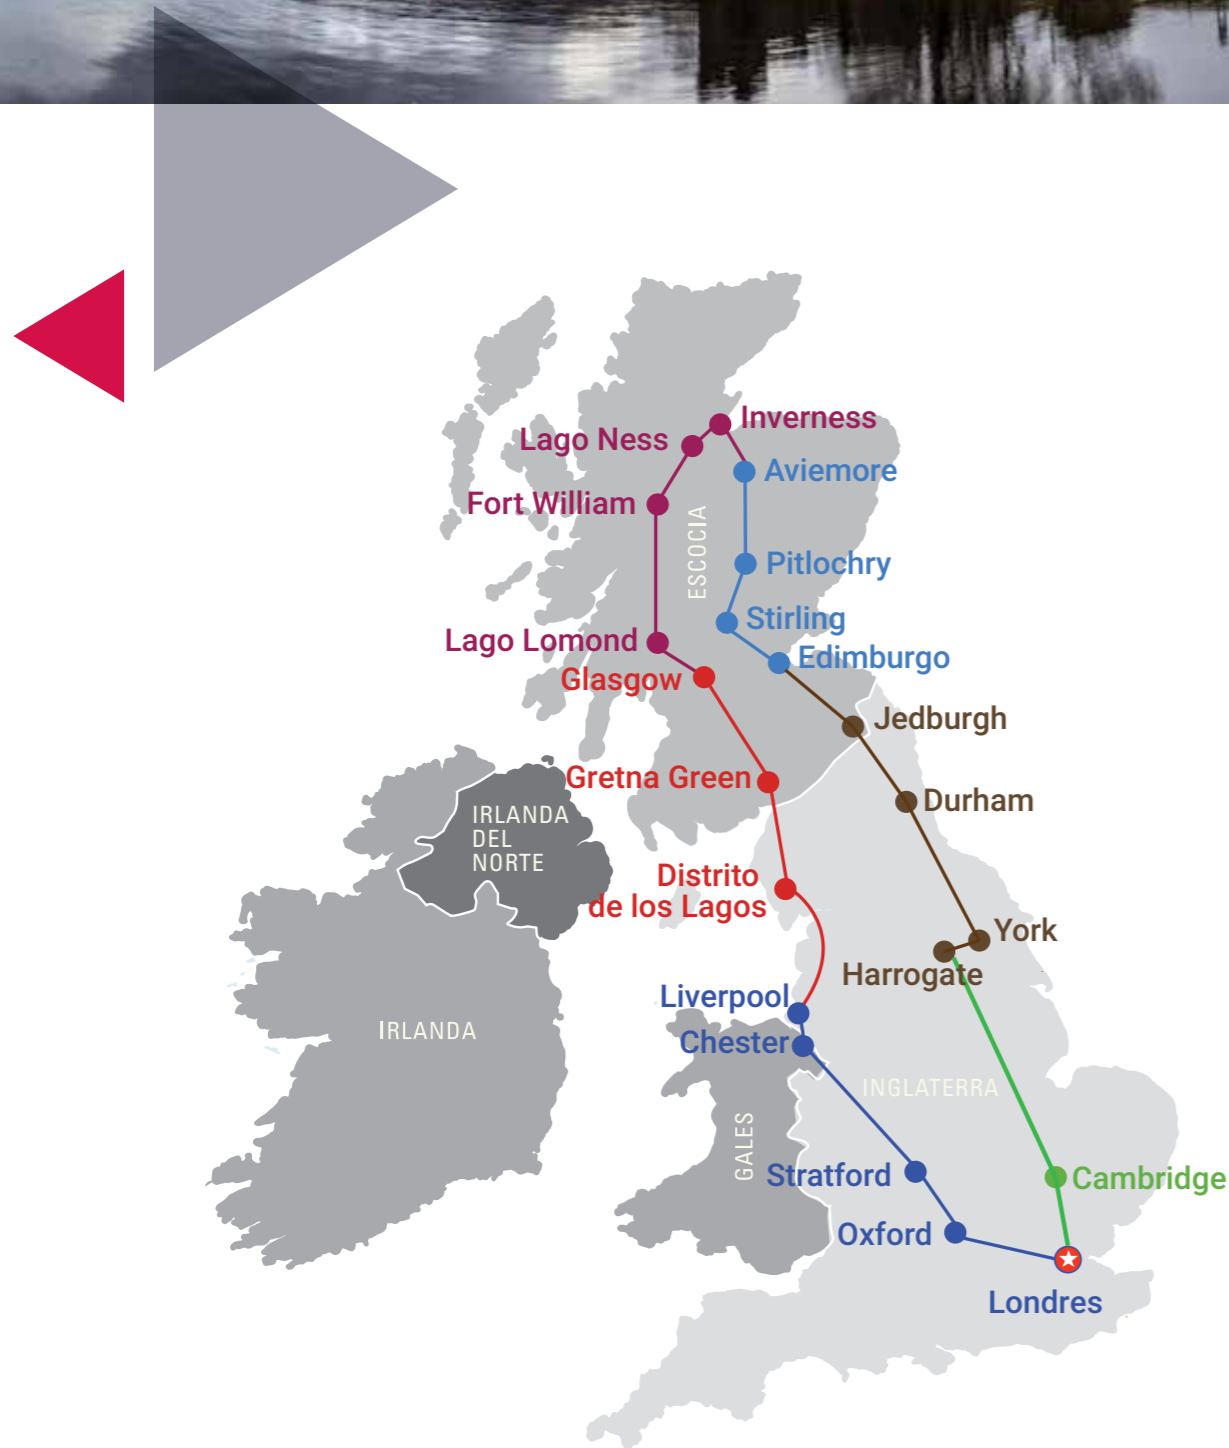 Inverness
Lago Ness
Aviemore
Fort William
ESCOCIA
Pitlochry
Stirling
Lago Lomond
Edimburgo
Glasgow
Jedburgh
Gretna Green
Durham
IRLANDA
DEL
NORTE
Distrito
de los Lagos
York
Harrogate
Liverpool
IRLANDA
Chester
INGLATERRA
GALES
Stratford
Cambridge
Oxford
Londres